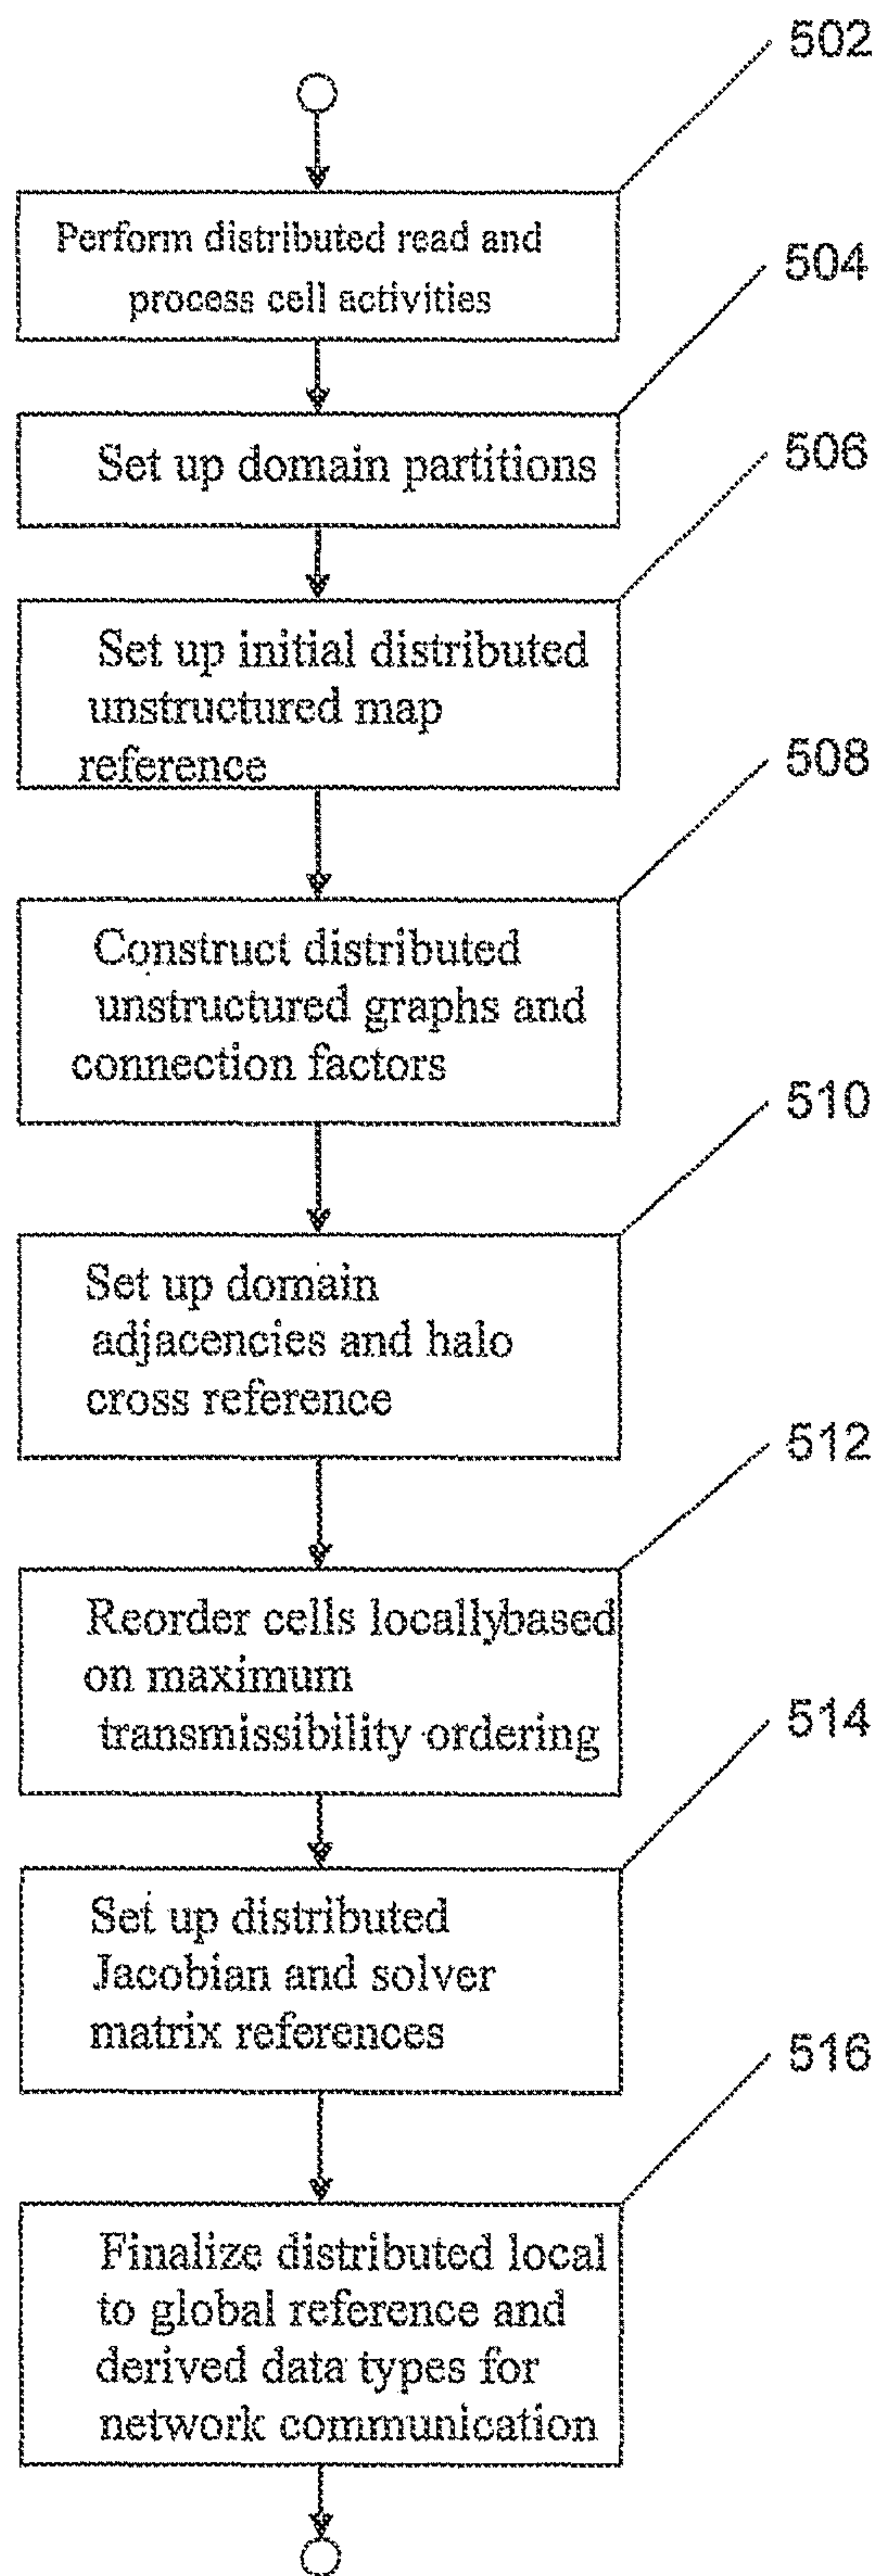 502
Perform distributed read and
process cell activities
504
Set up domain partitions
506
Set up initial distributed
unstructured map
reference
508
Construct distributed
unstructured graphs and
connection factors
510
Set up domain
adjacencies and halo
cross reference
512
Reorder cells locallybased
on maximum
transmissibility ordering
514
Set up distributed
Jacobian and solver
matrix references
516
Finalize distributed local
to global reference and
derived data types for
network communication